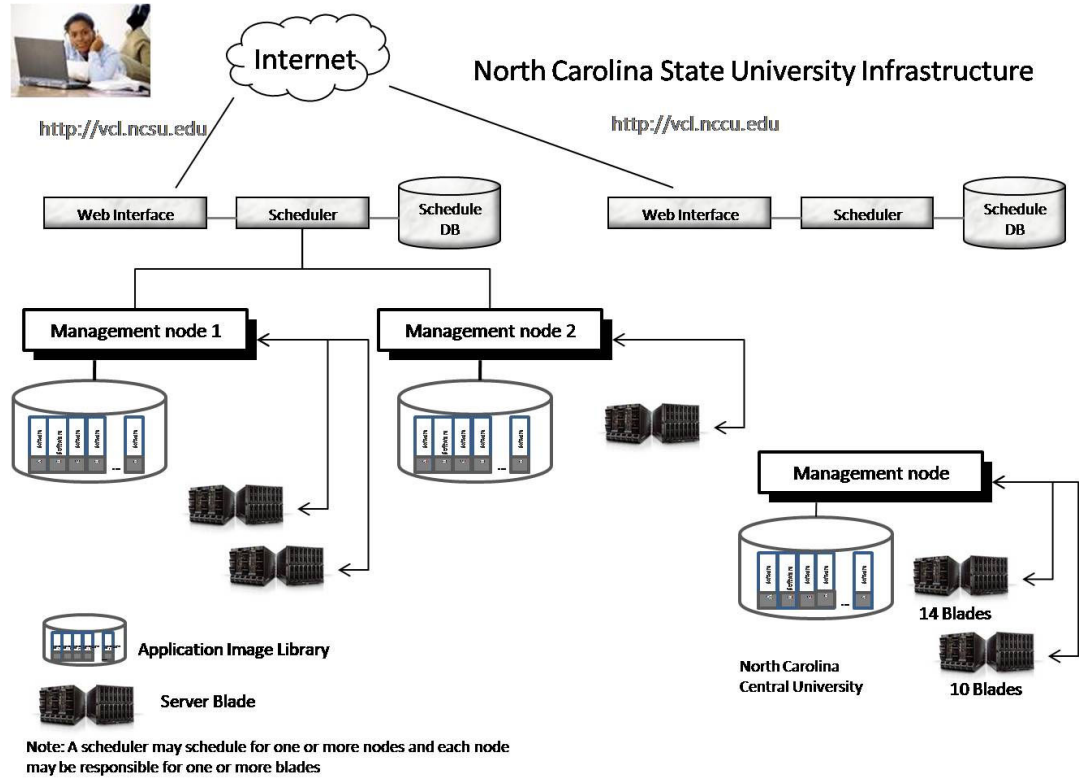 Internet
North Carolina State University Infrastructure
http://vcl.ncsu.edu
http://vcl.nccu.edu
Web Interface
Scheduler
Schedule
DB
Web Interface
Scheduler
Schedule
DB
Management node 1
Management node 2
Management node
14 Blades
10 Blades
North Carolina
Central University
Application Image Library
Server Blade
Note: A scheduler may schedule for one or more nodes and each node
may be responsible for one or more blades